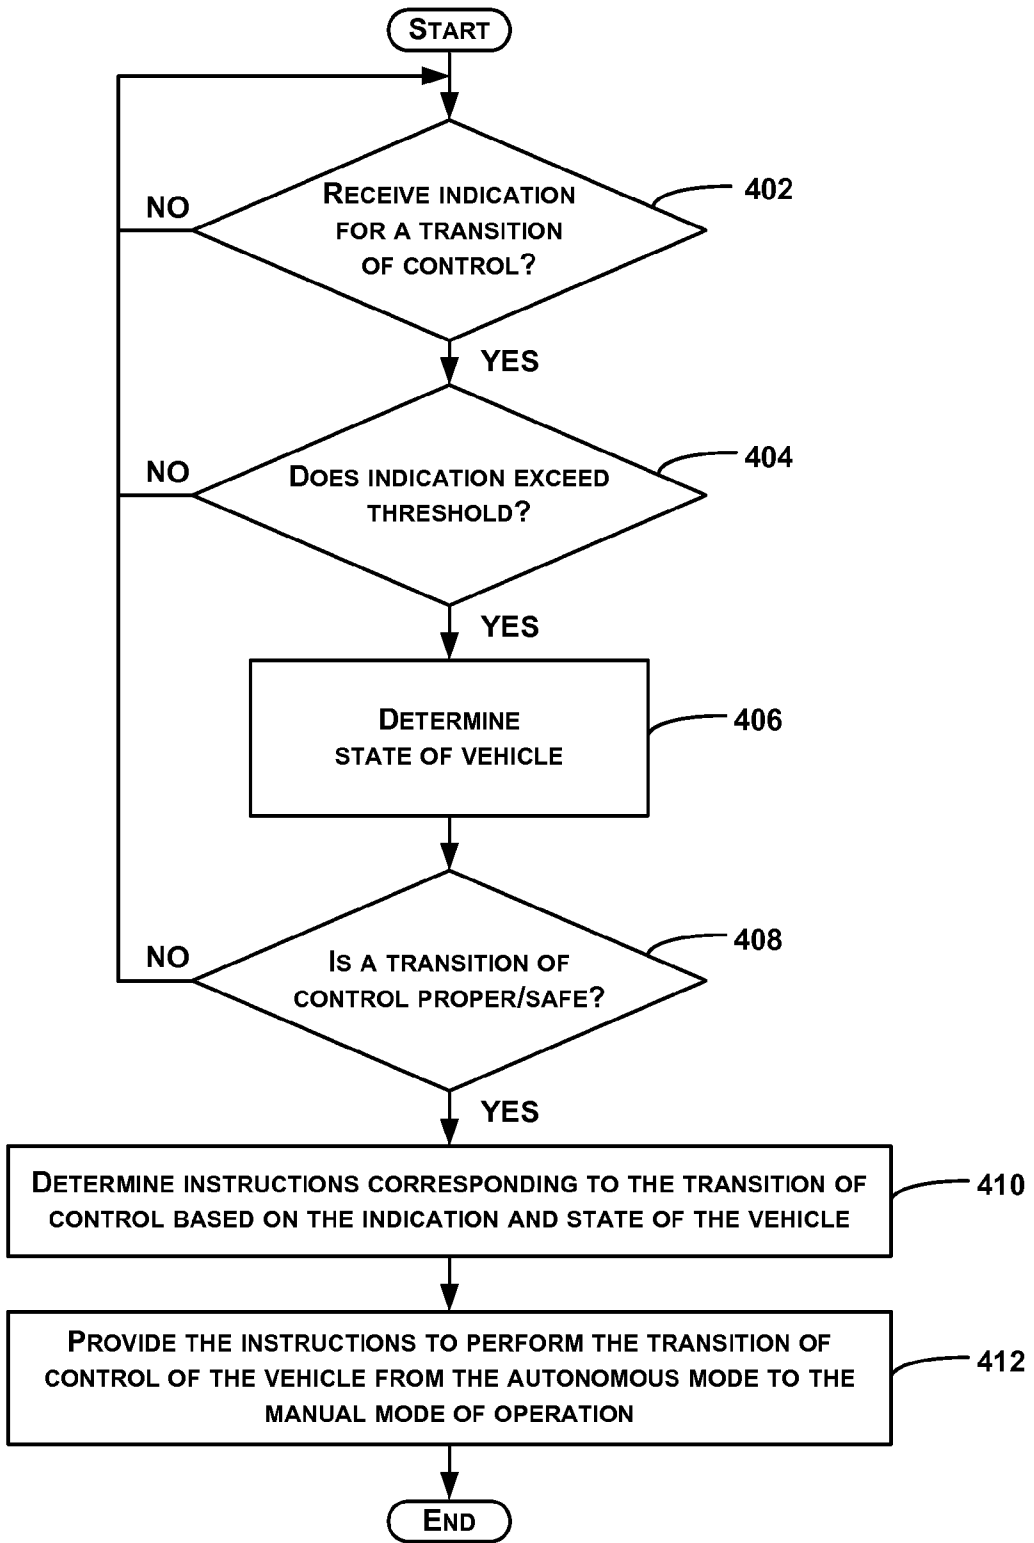 START
RECEIVE INDICATION
FOR A TRANSITION
OF CONTROL?
402
NO
YES
DOES INDICATION EXCEED
THRESHOLD?
404
NO
YES
DETERMINE
STATE OF VEHICLE
406
IS A TRANSITION OF
CONTROL PROPER/SAFE?
408
NO
YES
DETERMINE INSTRUCTIONS CORRESPONDING TO THE TRANSITION OF
CONTROL BASED ON THE INDICATION AND STATE OF THE VEHICLE
410
PROVIDE THE INSTRUCTIONS TO PERFORM THE TRANSITION OF
CONTROL OF THE VEHICLE FROM THE AUTONOMOUS MODE TO THE
MANUAL MODE OF OPERATION
412
END